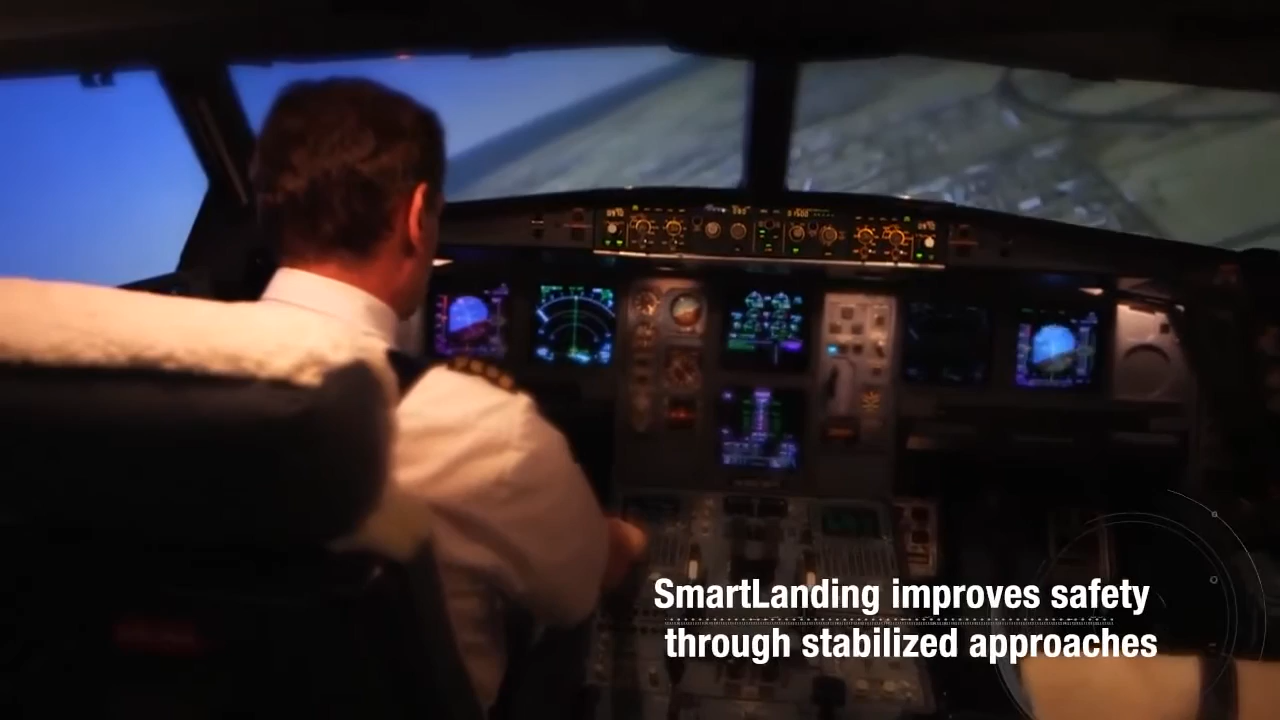 SmartLanding improves safety
through stabilized approaches